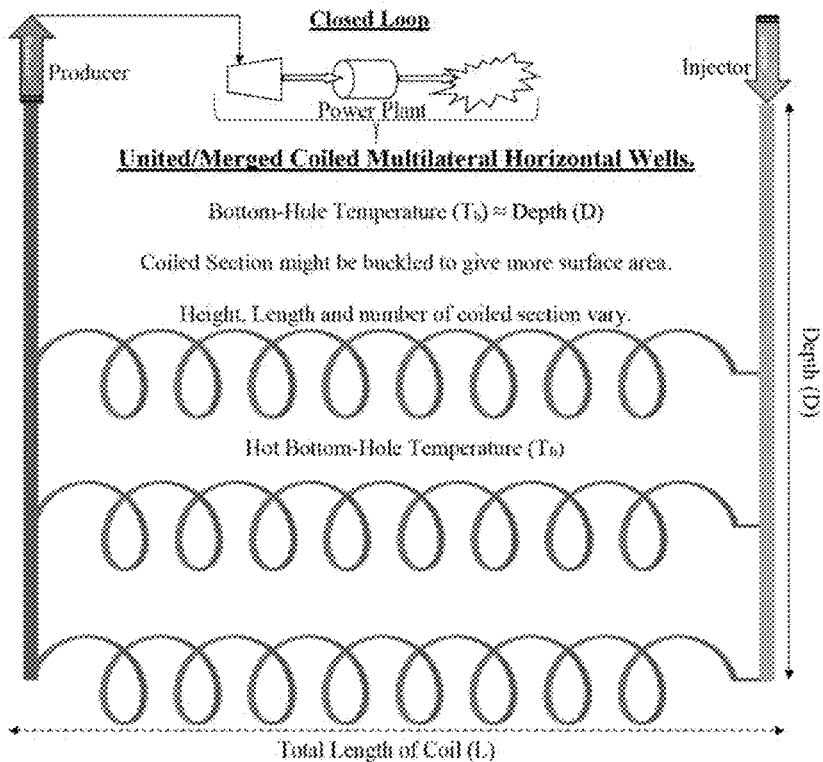 Closed Loop
Producer
Injector
Power Plant
United/Merged Coiled Multilateral Horizontal Wells.
Bottom-Hole Temperature (Tb) ≈ Depth (D)
Coiled Section might be buckled to give more surface area.
Height, Length and number of coiled section vary.
Depth (D)
Hot Bottom-Hole Temperature (Tb)
Total Length of Coil (L)